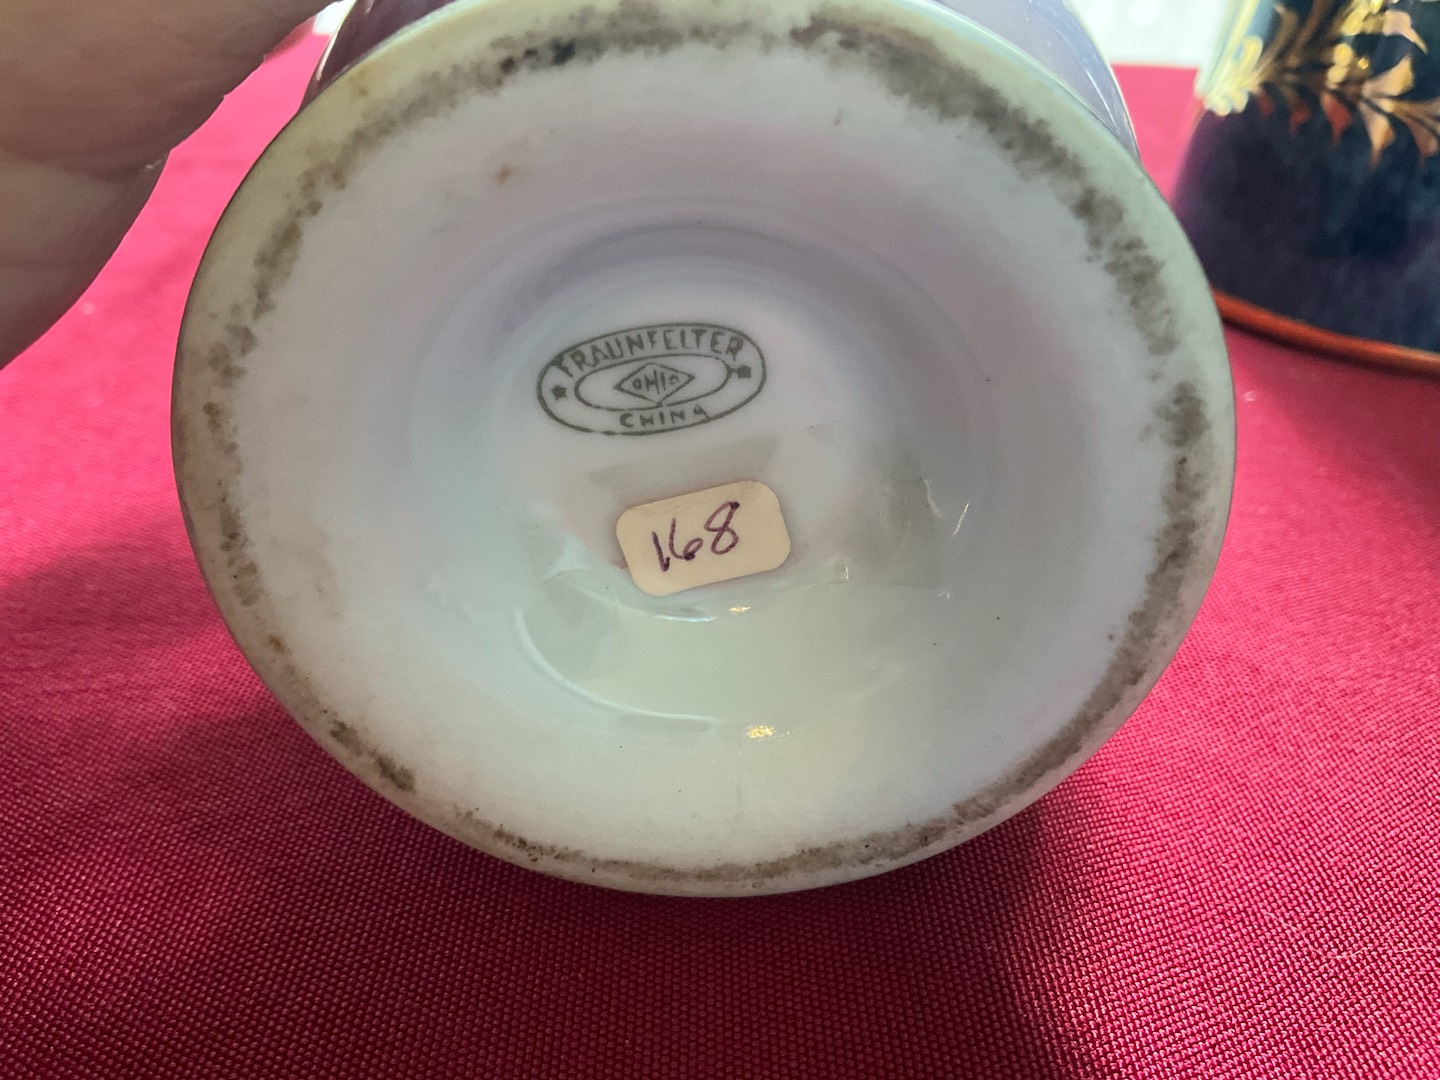 FRAUNFELTER
OHIO
CHINA
168